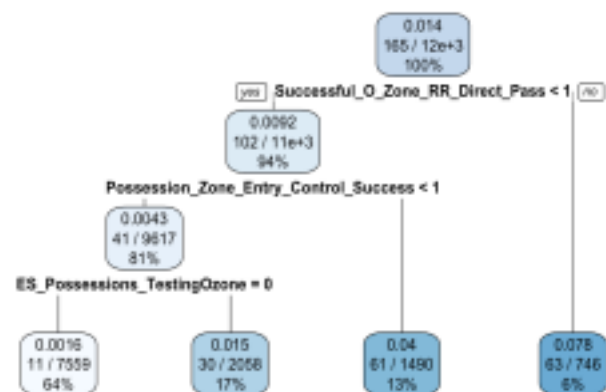 0.014
165 / 12e+3
100%
yes Successful_O_Zone_RR_Direct_Pass < 1 no
0.0092
102 / 11e+3
94%
Possession_Zone_Entry_Control_Success < 1
0.0043
41 / 9617
81%
ES_Possessions_TestingOzone = 0
0.0016 0.015 0.04 0.078
11 / 7559 30 / 2058 61 / 1490 63 / 746
64% 17% 13% 6%